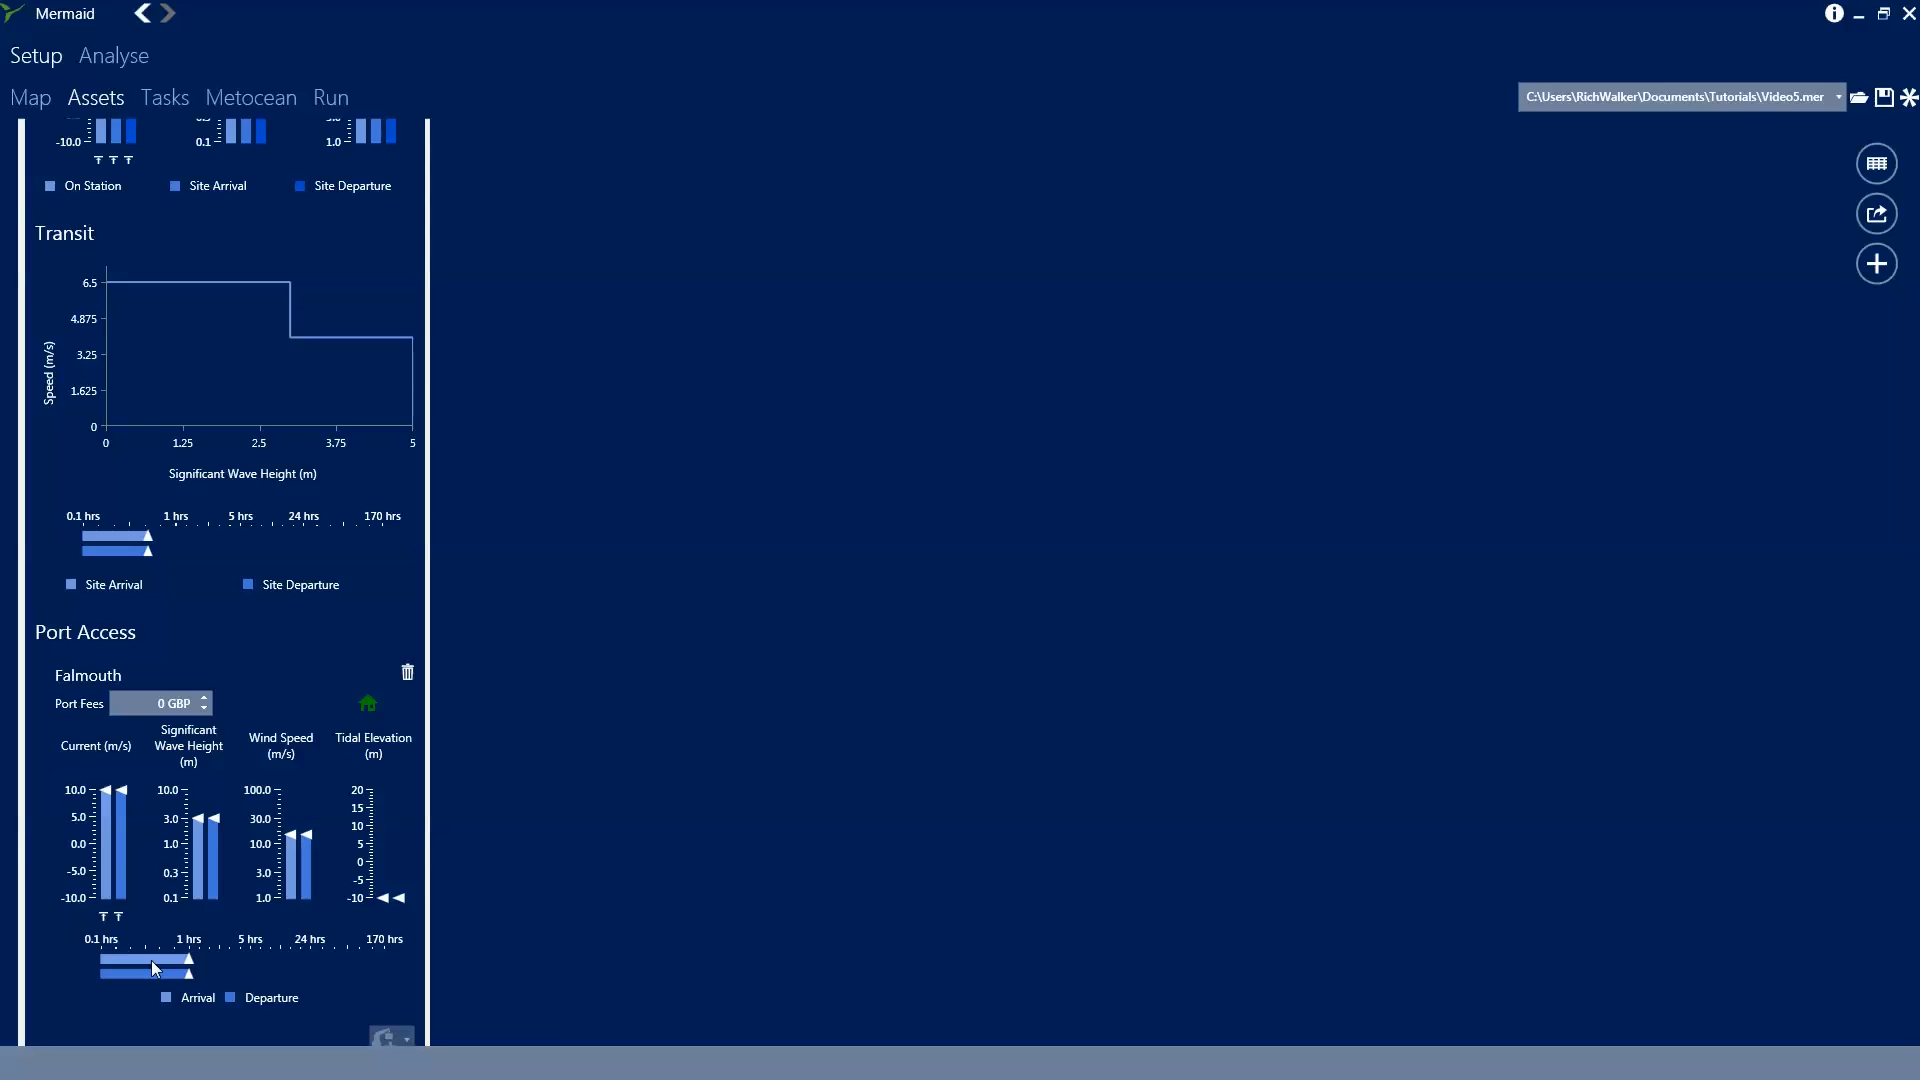 Mermaid
Setup Analyse
Map Assets Tasks Metocean Run
C:\Users\RichWalker\Documents\Tutorials\Video5.mer
-10.0 0.1 1.0
On Station Site Arrival Site Departure
Transit
6.5
4.875
3.25
1.625
0
Speed (m/s)
0 1.25 2.5 3.75 5
Significant Wave Height (m)
0.1 hrs 1 hrs 5 hrs 24 hrs 170 hrs
Site Arrival Site Departure
Port Access
Falmouth
Port Fees 0 GBP
Current (m/s)
Significant
Wave Height
(m)
Wind Speed
(m/s)
Tidal Elevation
(m)
10.0
5.0
0.0
-5.0
-10.0
10.0
3.0
1.0
0.3
0.1
100.0
30.0
10.0
3.0
1.0
20
15
10
5
0
-5
-10
0.1 hrs 1 hrs 5 hrs 24 hrs 170 hrs
Arrival Departure